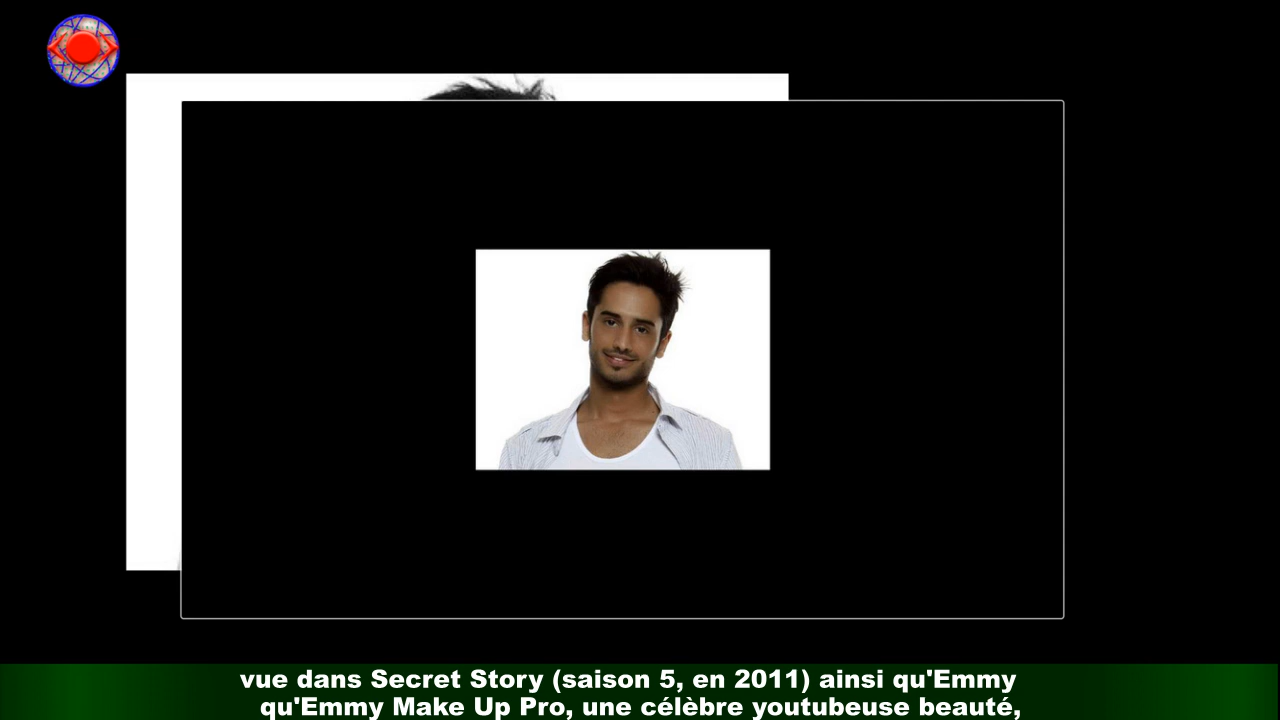 vue dans Secret Story (saison 5, en 2011) ainsi qu'Emmy
qu'Emmy Make Up Pro, une célèbre youtubeuse beauté,